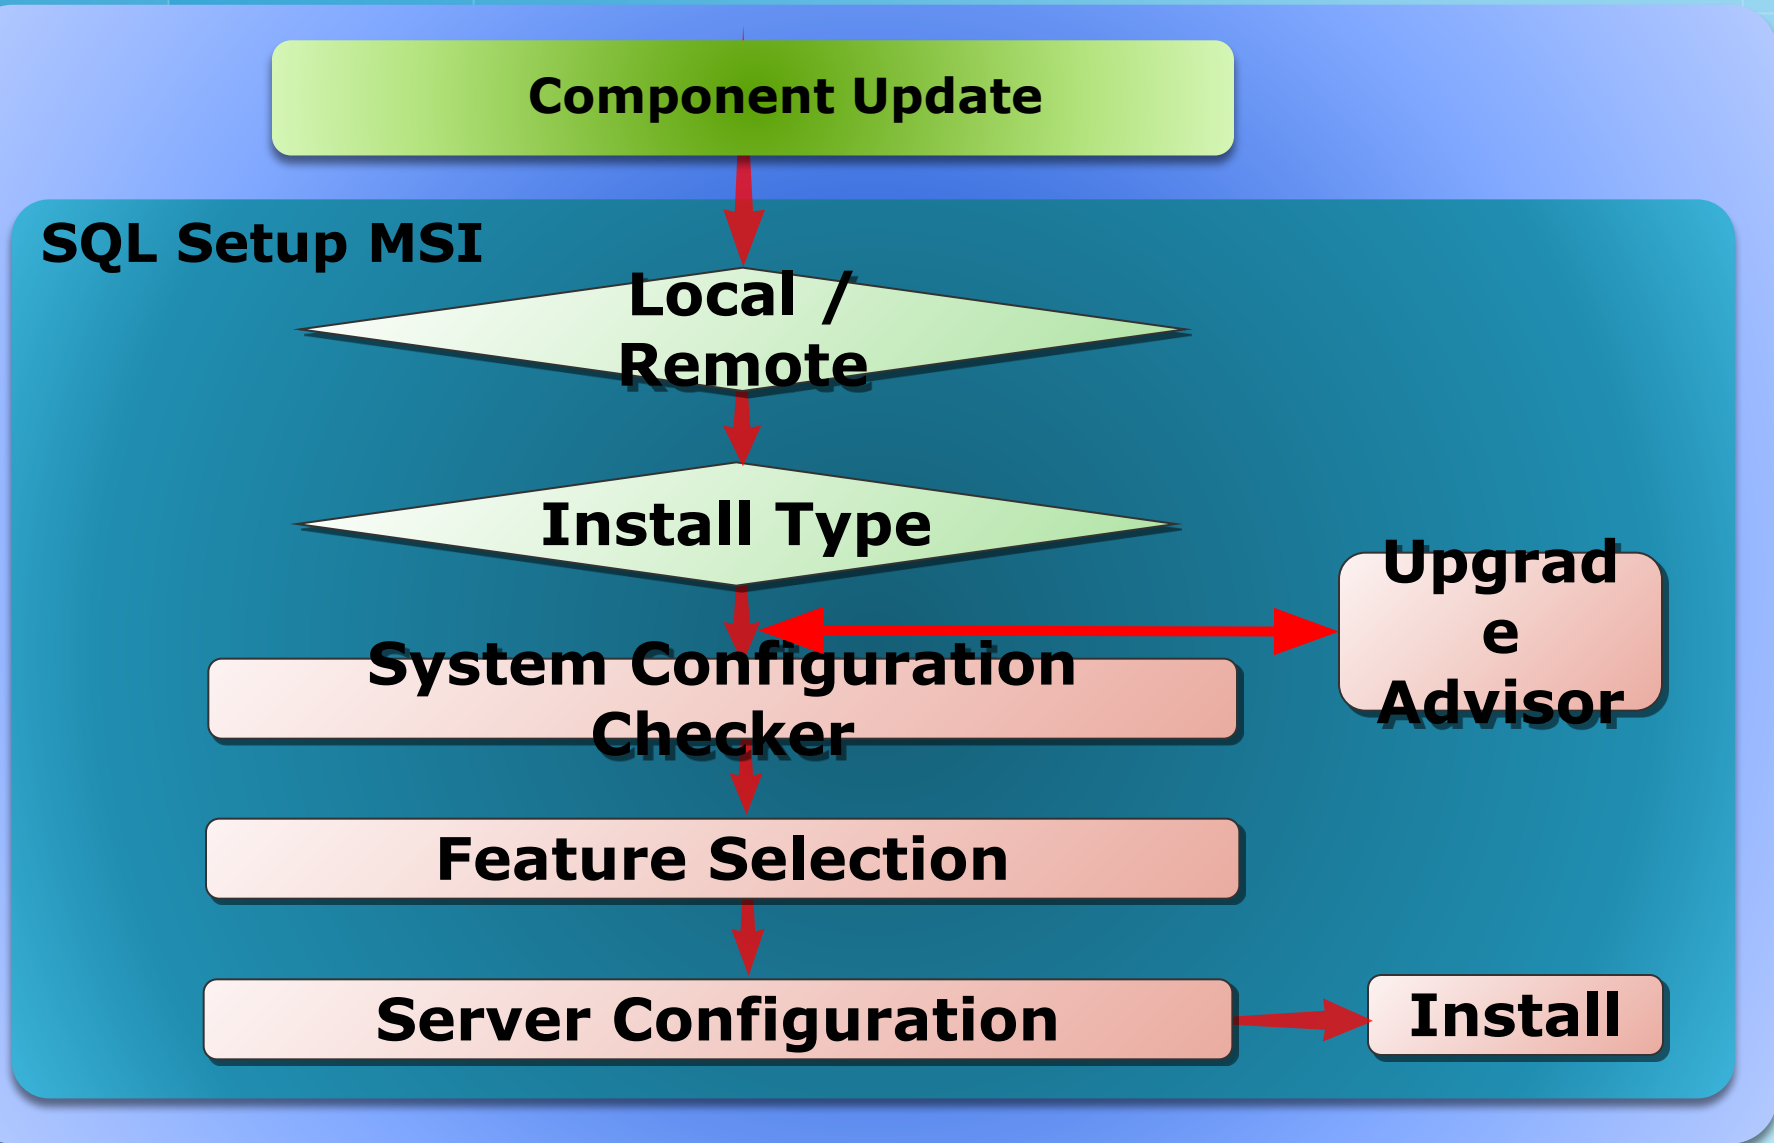 Component Update
SQL Setup MSI
Local /
Remote
Install Type
Upgrad
e
Advisor
System Configuration
Checker
Feature Selection
Server Configuration
Install